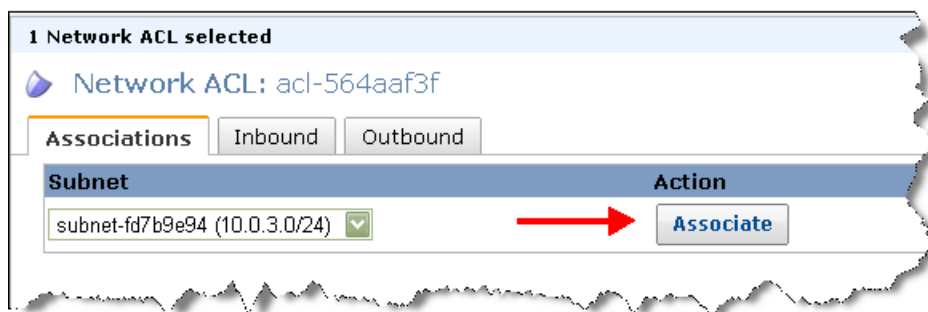 1 Network ACL selected
Network ACL: acl-564aaf3f
Associations Inbound Outbound
Subnet Action
subnet-fd7b9e94 (10.0.3.0/24) Associate